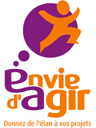 envie
d'agir
Donnez de l'élan à vos projets